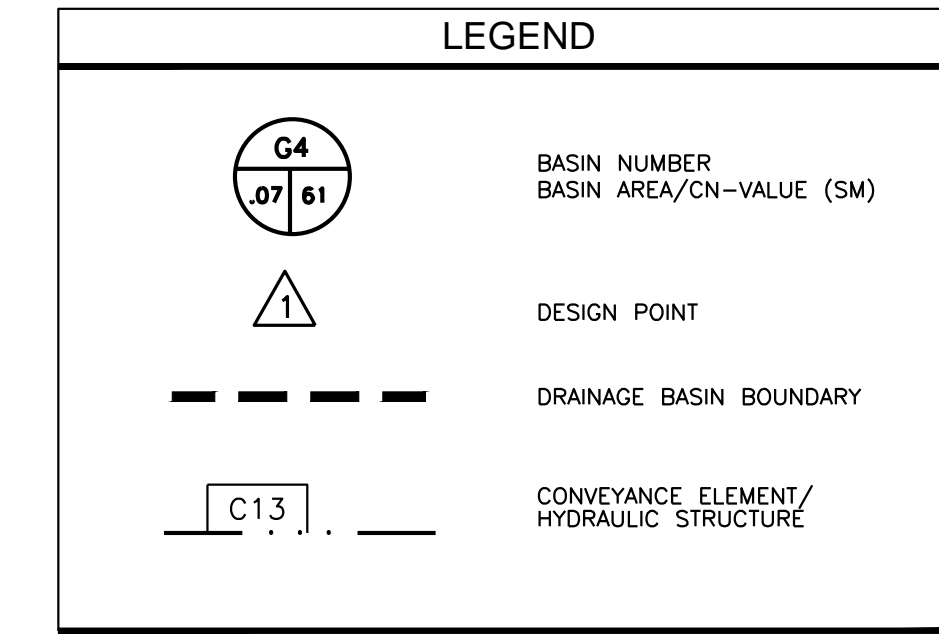 LEGEND
G4
.07 61
BASIN NUMBER
BASIN AREA/CN-VALUE (SM)
1
DESIGN POINT
DRAINAGE BASIN BOUNDARY
C13
CONVEYANCE ELEMENT/
HYDRAULIC STRUCTURE